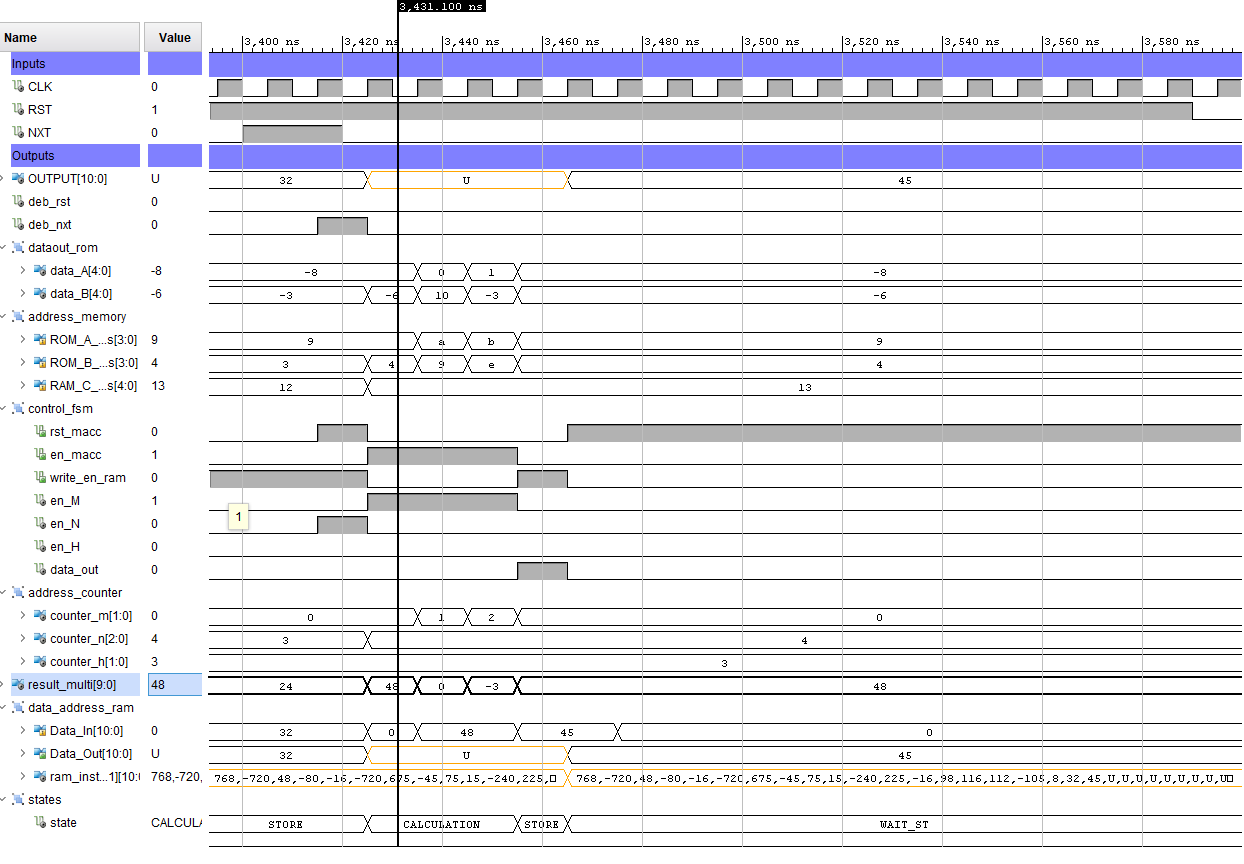 3,431.100 ns
Name Value 3,400 ns 3,420 ns 3,440 ns 3,460 ns 3,480 ns 3,500 ns 3,520 ns 3,540 ns 3,560 ns 3,580 ns
Inputs
CLK 0
RST 1
NXT 0
Outputs
OUTPUT[10:0] U 32 U 45
deb_rst 0
deb_nxt 0
dataout_rom
data_A[4:0] -8 -8 0 1 -8
data_B[4:0] -6 -3 -6 10 -3 -6
address_memory
ROM_A_...s[3:0] 9 9 a b 9
ROM_B_...s[3:0] 4 3 4 9 e 4
RAM_C_...s[4:0] 13 12 13
control_fsm
rst_macc 0
en_macc 1
write_en_ram 0
en_M 1
1
en_N 0
en_H 0
data_out 0
address_counter
counter_m[1:0] 0 0 1 2 0
counter_n[2:0] 4 3 4
counter_h[1:0] 3 3
result_multi[9:0] 48 24 48 0 -3 48
data_address_ram
Data_In[10:0] 0 32 0 48 45 0
Data_Out[10:0] U 32 U 45
ram_inst...1][10:( 768,-720, 768,-720,48,-80,-16,-720,675,-45,75,15,-240,225, 768,-720,48,-80,-16,-720,675,-45,75,15,-240,225,-16,98,116,112,-105,8,32,45,U,U,U,U,U,U,U,U,U
states
state CALCUL STORE CALCULATION STORE WAIT_ST